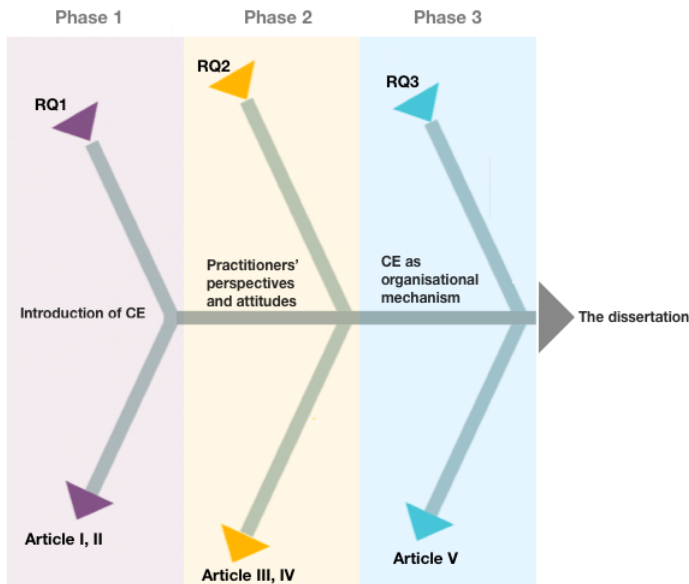 Phase 1
Phase 2
Phase 3
RQ1
RQ2
RQ3
Introduction of CE
Practitioners'
perspectives
and attitudes
CE as
organisational
mechanism
The dissertation
Article I, II
Article III, IV
Article V